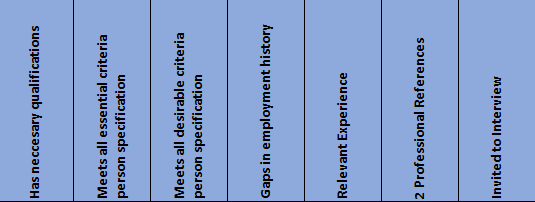 Has neccesary qualifications
Meets all essential criteria
person specification
Meets all desirable criteria
person specification
Gaps in employment history
Relevant Experience
2 Professional References
Invited to Interview